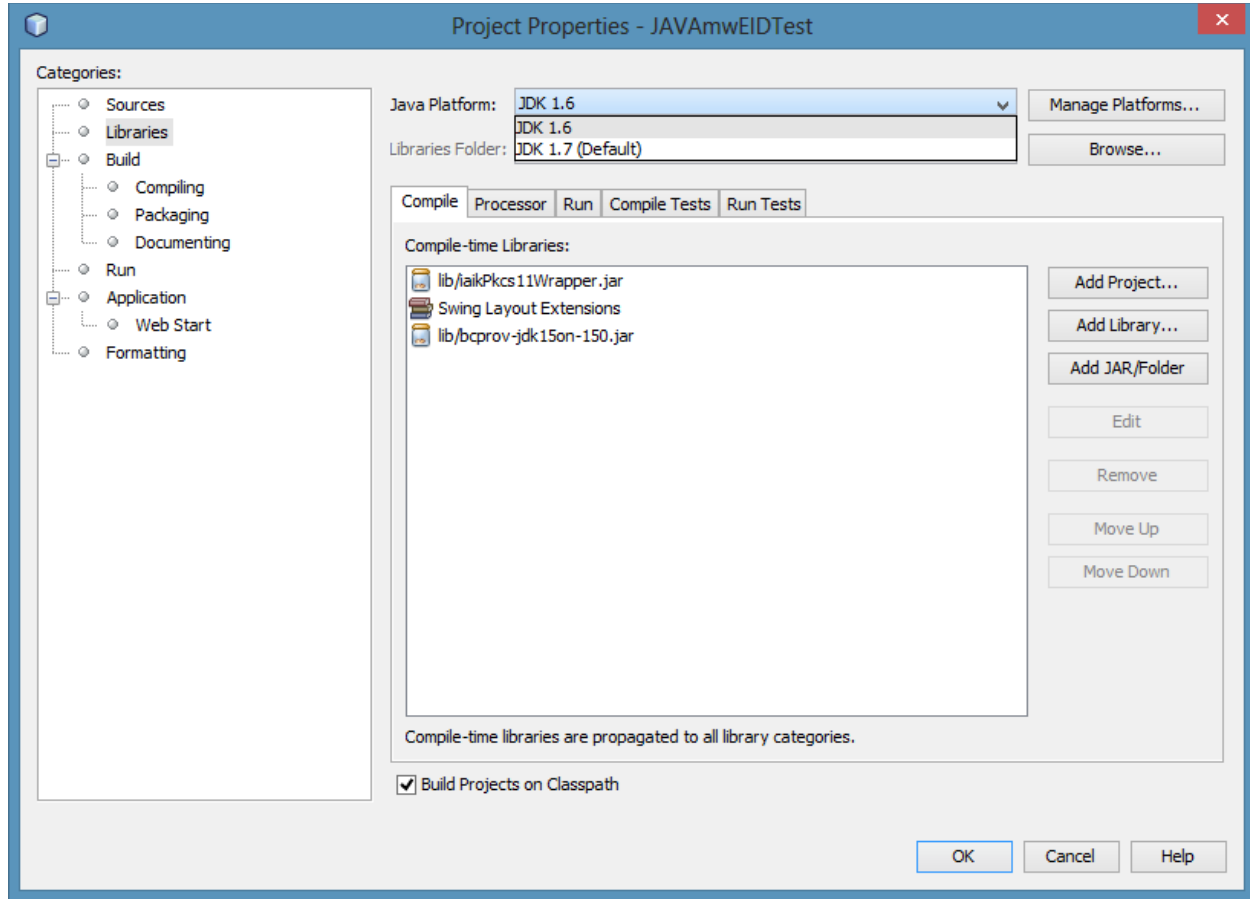 Project Properties - JAVAmwEIDTest
Categories:
Sources
Libraries
Build
Compiling
Packaging
Documenting
Run
Application
Web Start
Formatting
Java Platform: JDK 1.6 Manage Platforms...
JDK 1.6
Libraries Folder: JDK 1.7 (Default) Browse...
Compile Processor Run Compile Tests Run Tests
Compile-time Libraries:
lib/iaikPkcs11Wrapper.jar
Swing Layout Extensions
lib/bcprov-jdk15on-150.jar
Add Project...
Add Library...
Add JAR/Folder
Edit
Remove
Move Up
Move Down
Compile-time libraries are propagated to all library categories.
Build Projects on Classpath
OK Cancel Help